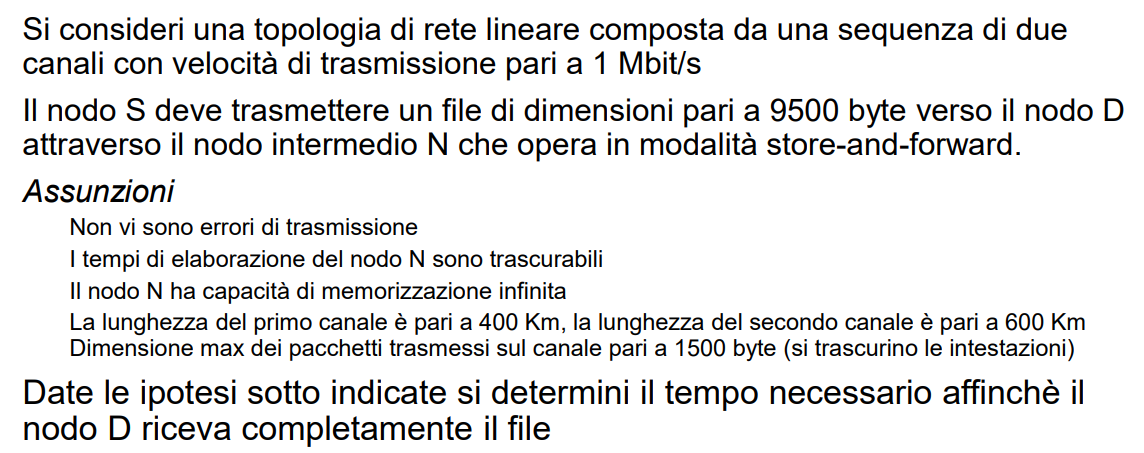 Si consideri una topologia di rete lineare composta da una sequenza di due
canali con velocità di trasmissione pari a 1 Mbit/s
Il nodo S deve trasmettere un file di dimensioni pari a 9500 byte verso il nodo D
attraverso il nodo intermedio N che opera in modalità store-and-forward.
Assunzioni
Non vi sono errori di trasmissione
I tempi di elaborazione del nodo N sono trascurabili
Il nodo N ha capacità di memorizzazione infinita
La lunghezza del primo canale è pari a 400 Km, la lunghezza del secondo canale è pari a 600 Km
Dimensione max dei pacchetti trasmessi sul canale pari a 1500 byte (si trascurino le intestazioni)
Date le ipotesi sotto indicate si determini il tempo necessario affinchè il
nodo D riceva completamente il file